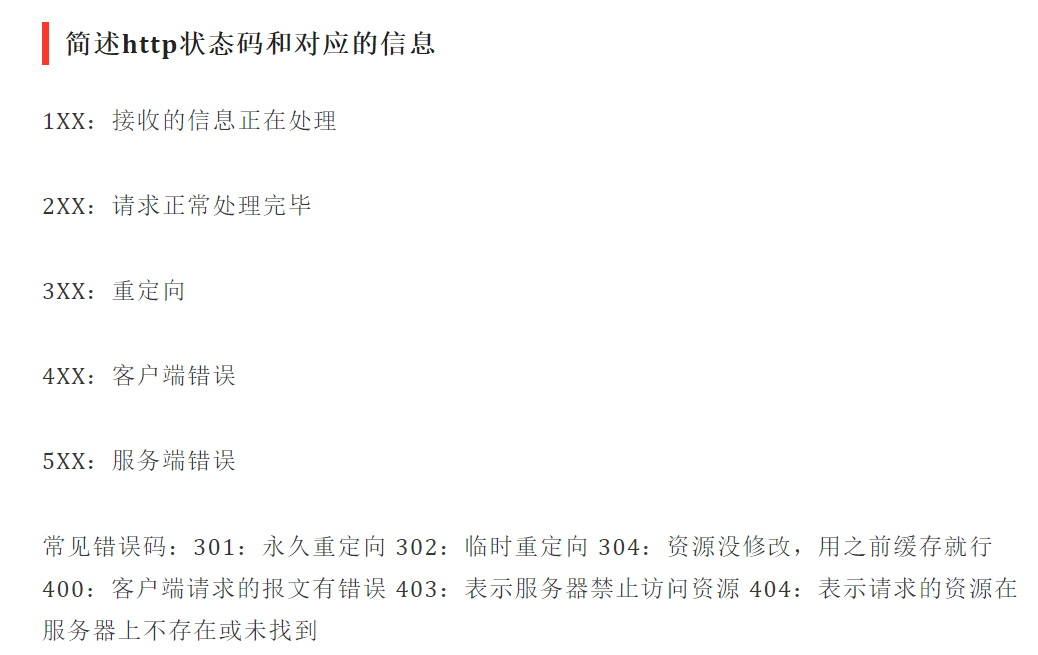 简述http状态码和对应的信息
1XX：接收的信息正在处理
2XX：请求正常处理完毕
3XX：重定向
4XX：客户端错误
5XX：服务端错误
常见错误码：301：永久重定向 302：临时重定向 304：资源没修改，用之前缓存就行
400：客户端请求的报文有错误 403：表示服务器禁止访问资源 404：表示请求的资源在
服务器上不存在或未找到